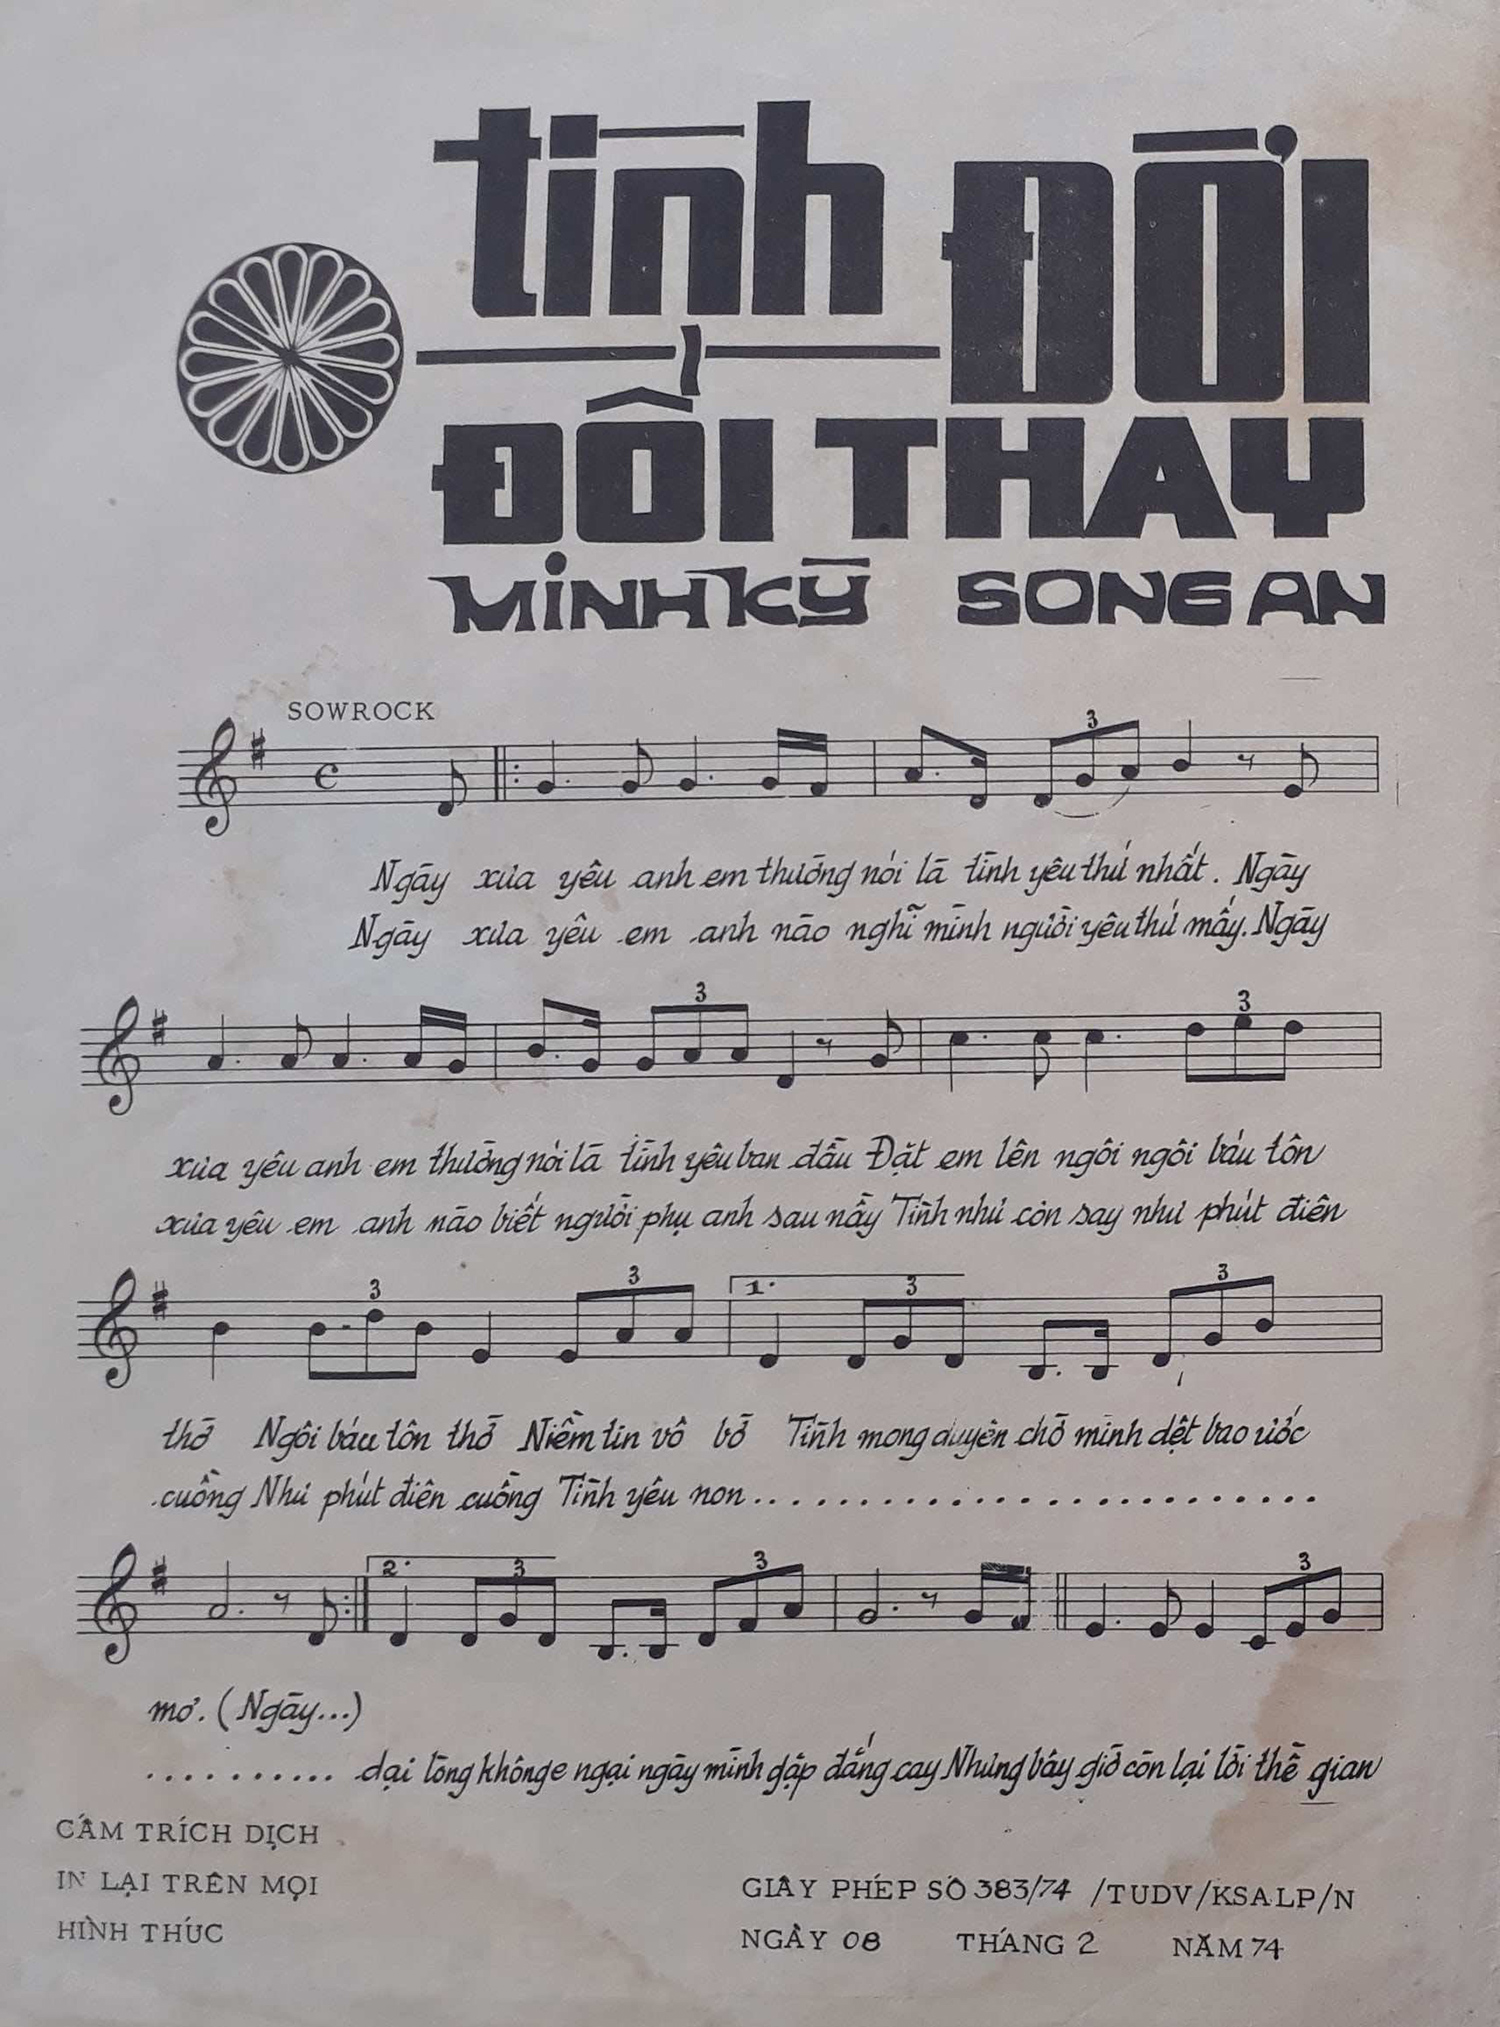 tình ĐỜI
ĐỔI THAY
MINH KỲ SONG AN
SOWROCK
3
Ngày xưa yêu anh em thường nói là tình yêu thứ nhất. Ngày
Ngày xưa yêu em anh nào nghĩ mình người yêu thứ mấy. Ngày
3 3
xưa yêu anh em thường nói là tình yêu ban đầu Đặt em lên ngôi ngôi báu tôn
xưa yêu em anh nào biết người phụ anh sau nầy Tình như còn say như phút điên
3 3 1. 3 3
thờ Ngôi báu tôn thờ Niềm tin vô bờ Tình mong duyên chờ mình dệt bao ước
cuồng Như phút điên cuồng Tình yêu non.........................
2. 3 3 3
mơ. (Ngày...)
.......... dại lòng không e ngại ngày mình gặp đắng cay Nhưng bây giờ còn lại lời thề gian
CẤM TRÍCH DỊCH
IN LẠI TRÊN MỌI
HÌNH THỨC
GIẤY PHÉP SỐ 383/74 /TUDV/KSALP/N
NGÀY 08 THÁNG 2 NĂM 74